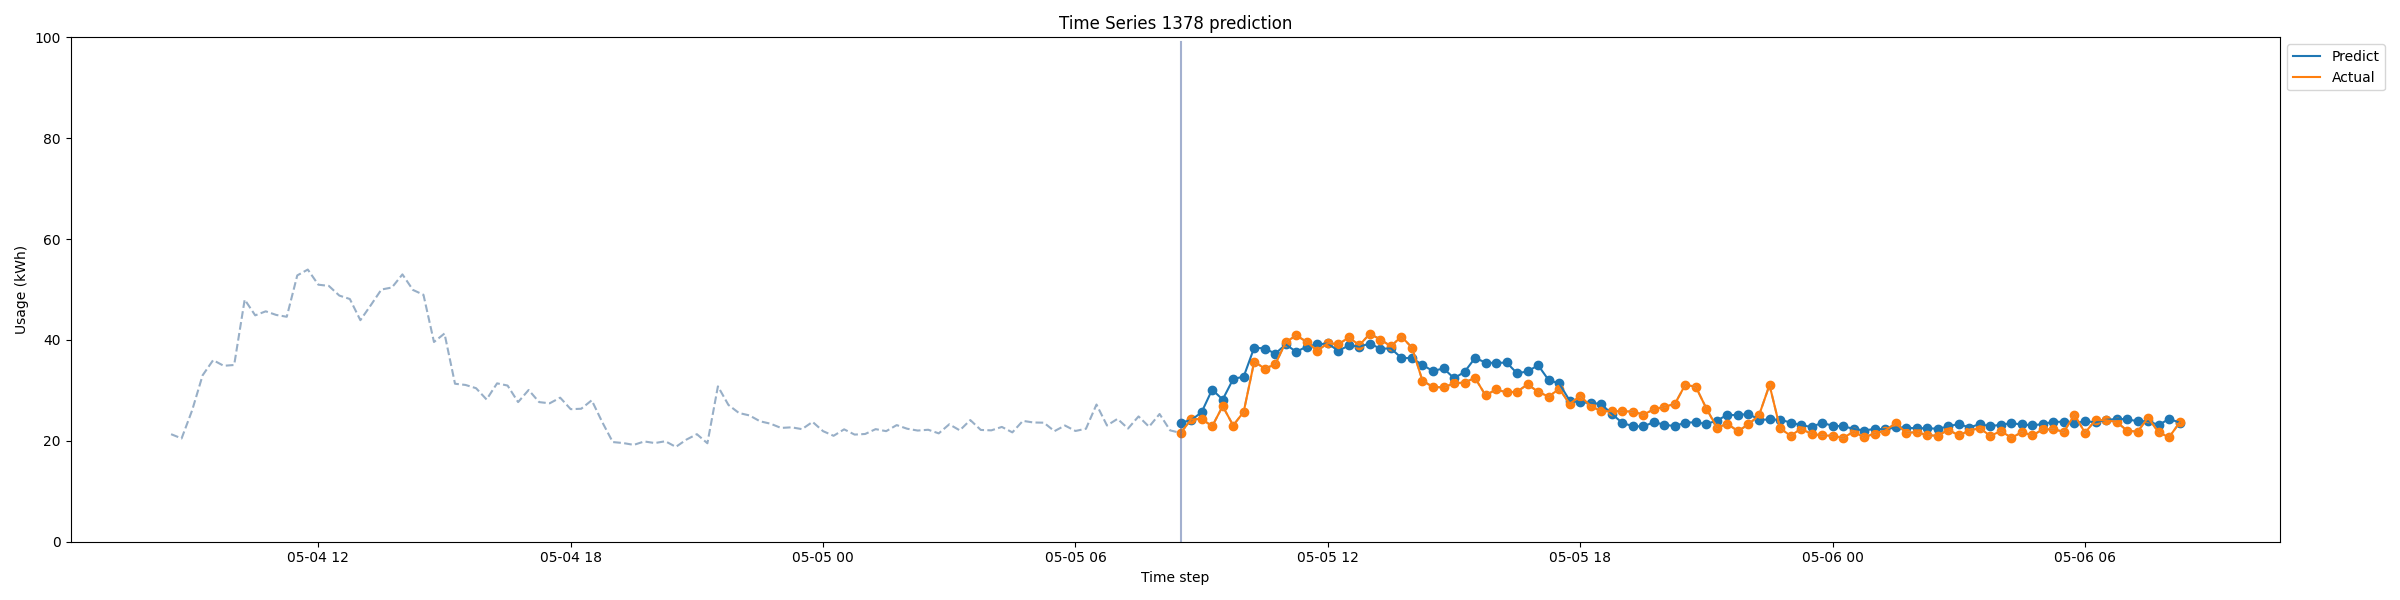 Time Series 1378 prediction
100
80
60
40
20
0
Usage (kWh)
05-04 12
05-04 18
05-05 00
05-05 06
05-05 12
05-05 18
05-06 00
05-06 06
Time step
Predict
Actual